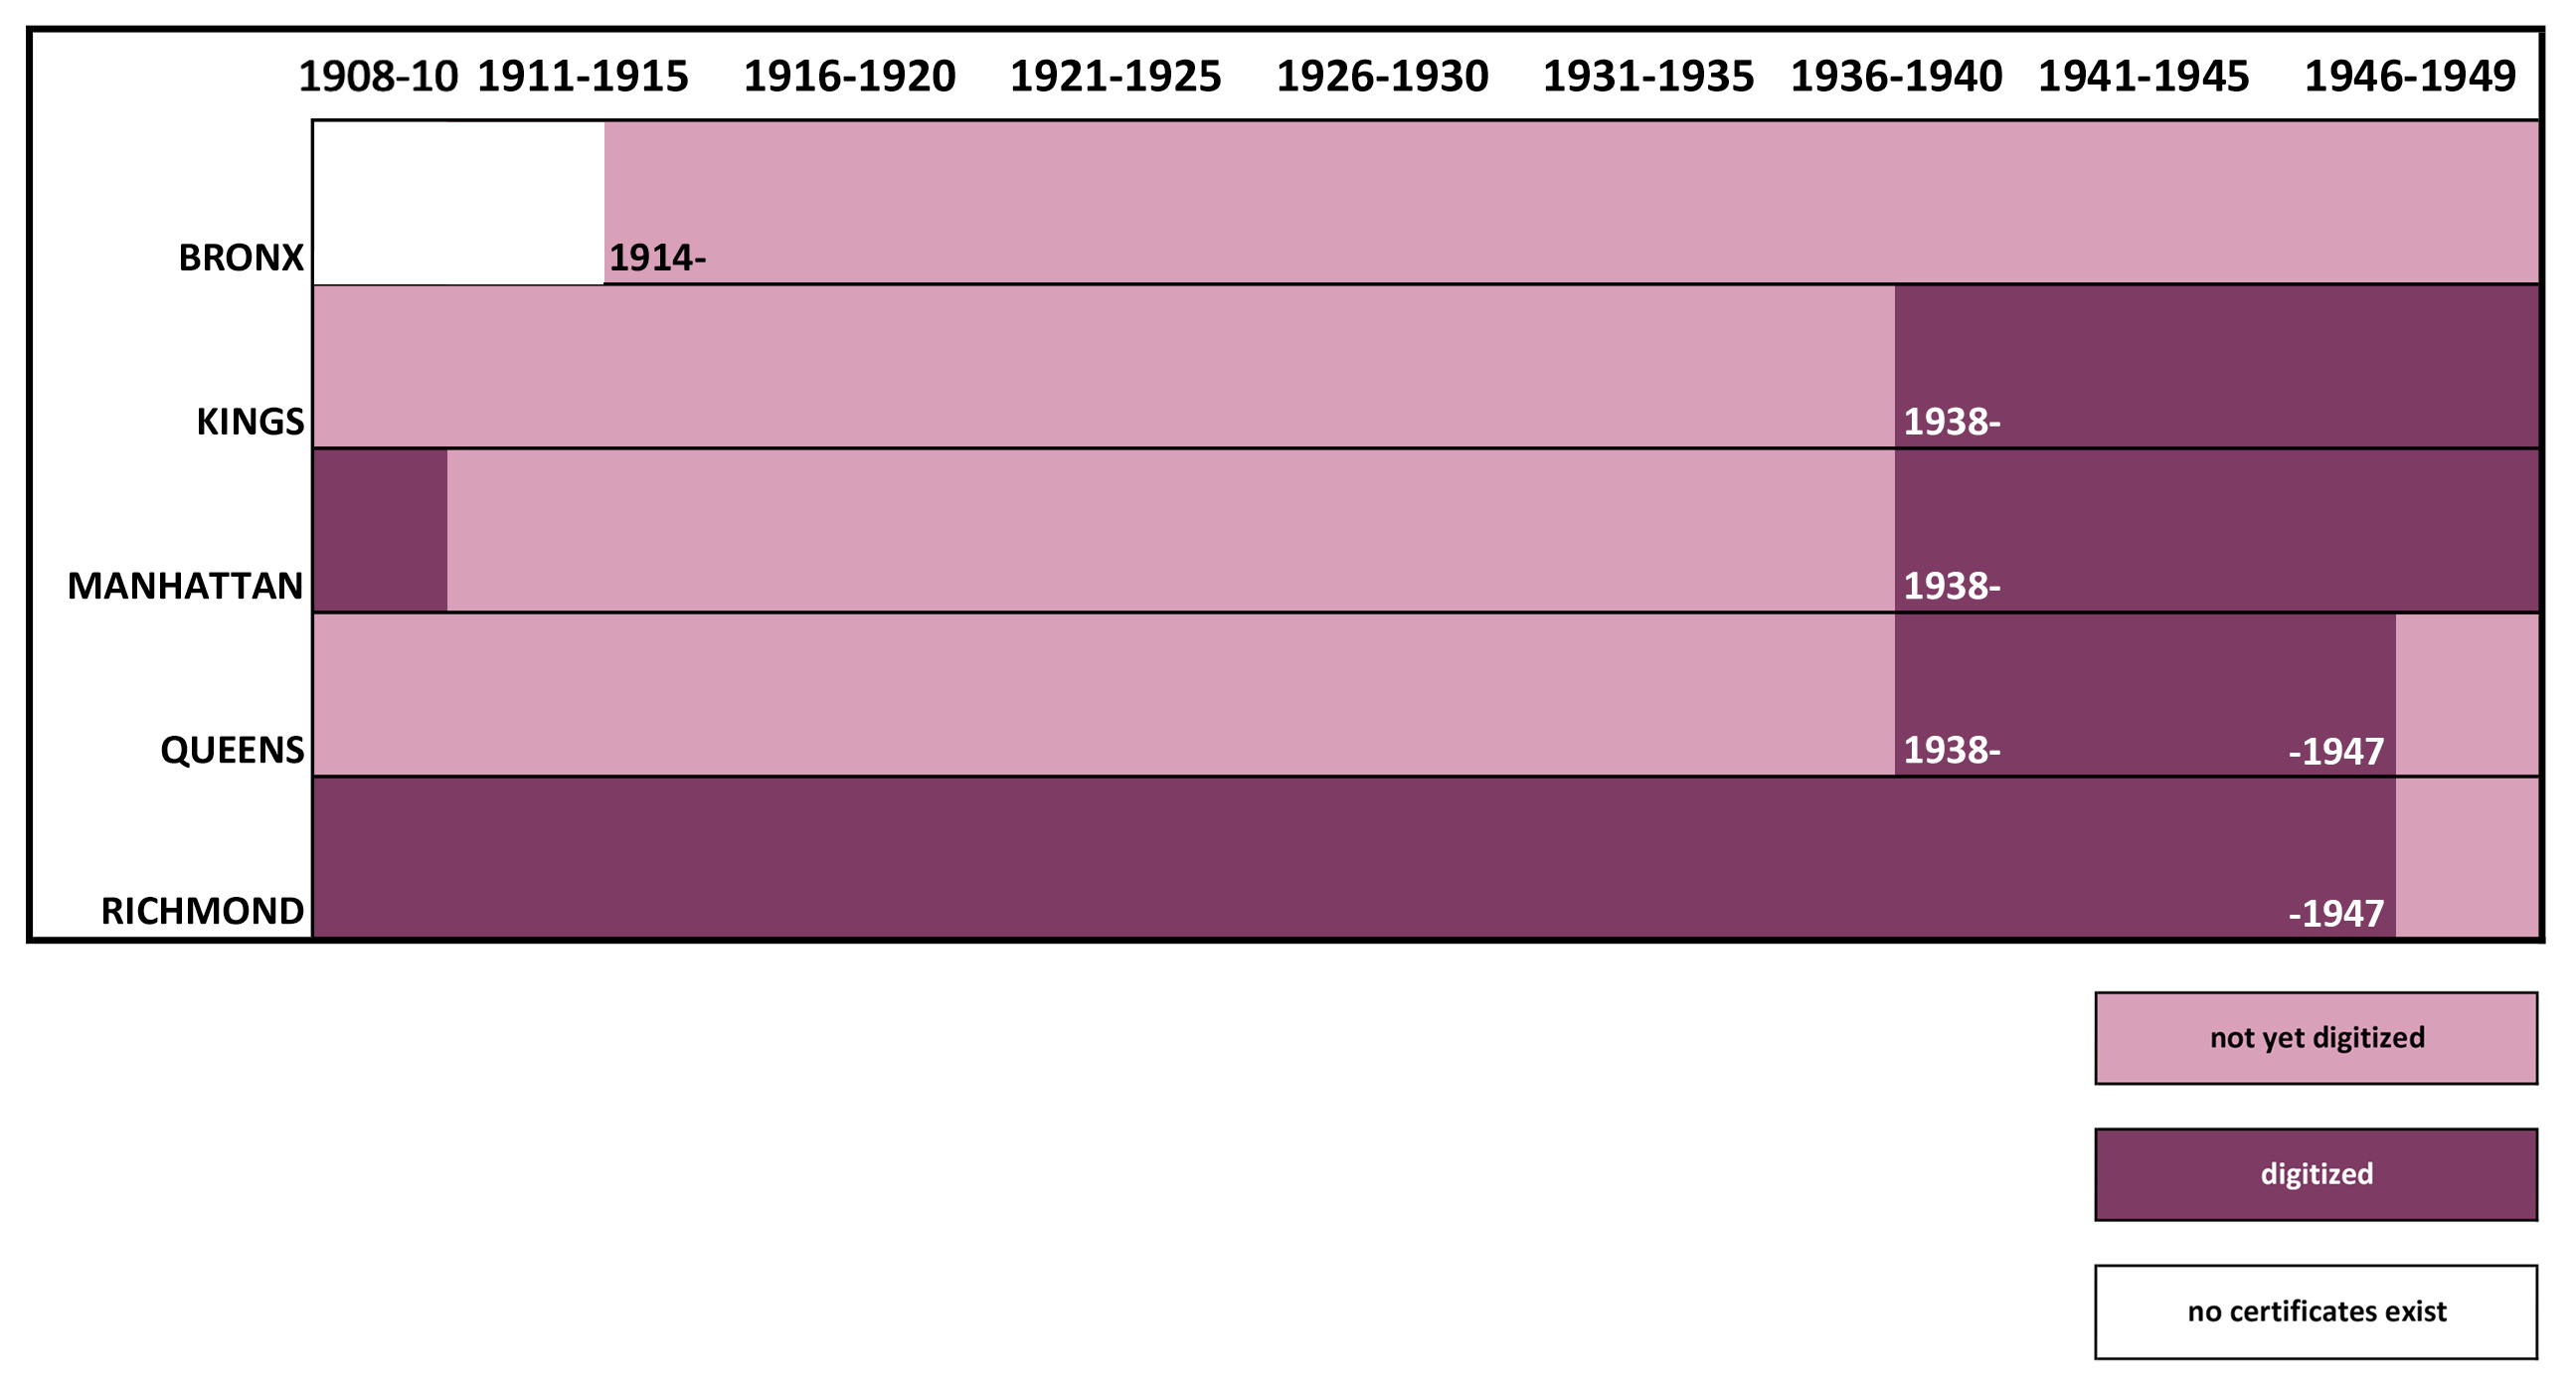 1908-10 1911-1915 1916-1920 1921-1925 1926-1930 1931-1935 1936-1940 1941-1945 1946-1949
BRONX 1914-
KINGS 1938-
MANHATTAN 1938-
QUEENS 1938- -1947
RICHMOND -1947
not yet digitized
digitized
no certificates exist